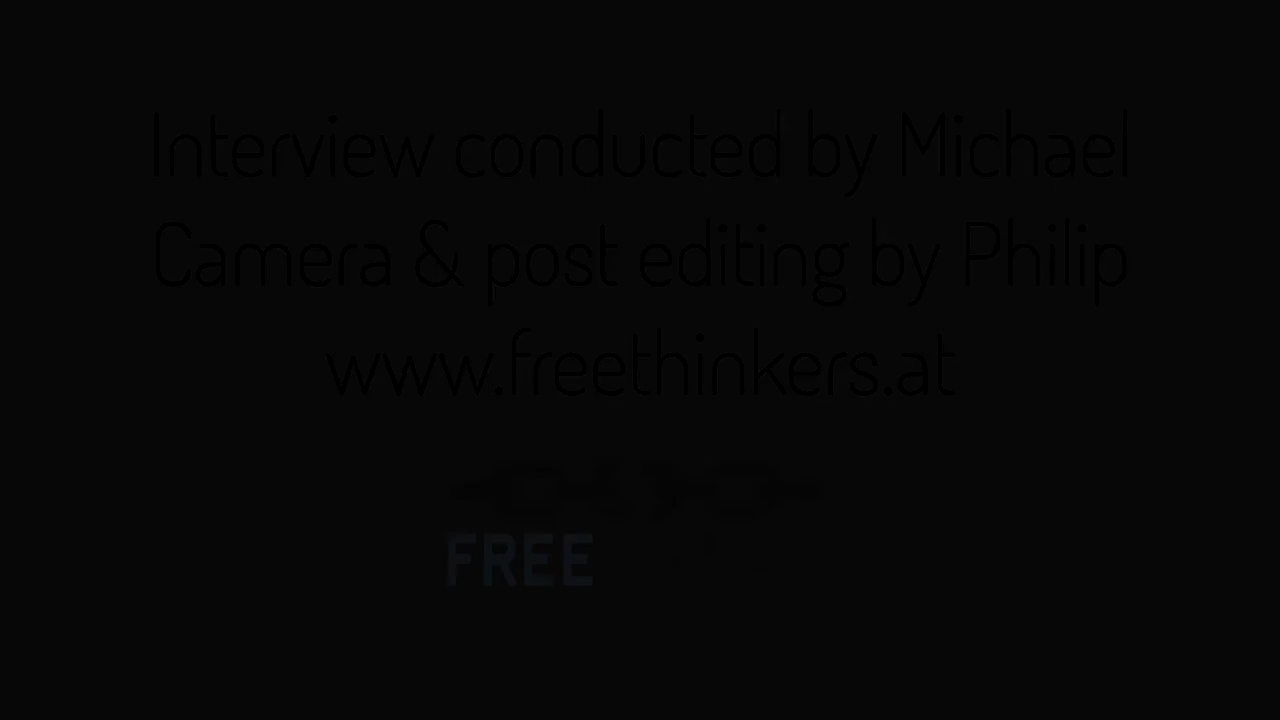 Interview conducted by Michael
Camera & post editing by Philip
www.freethinkers.at
FREE